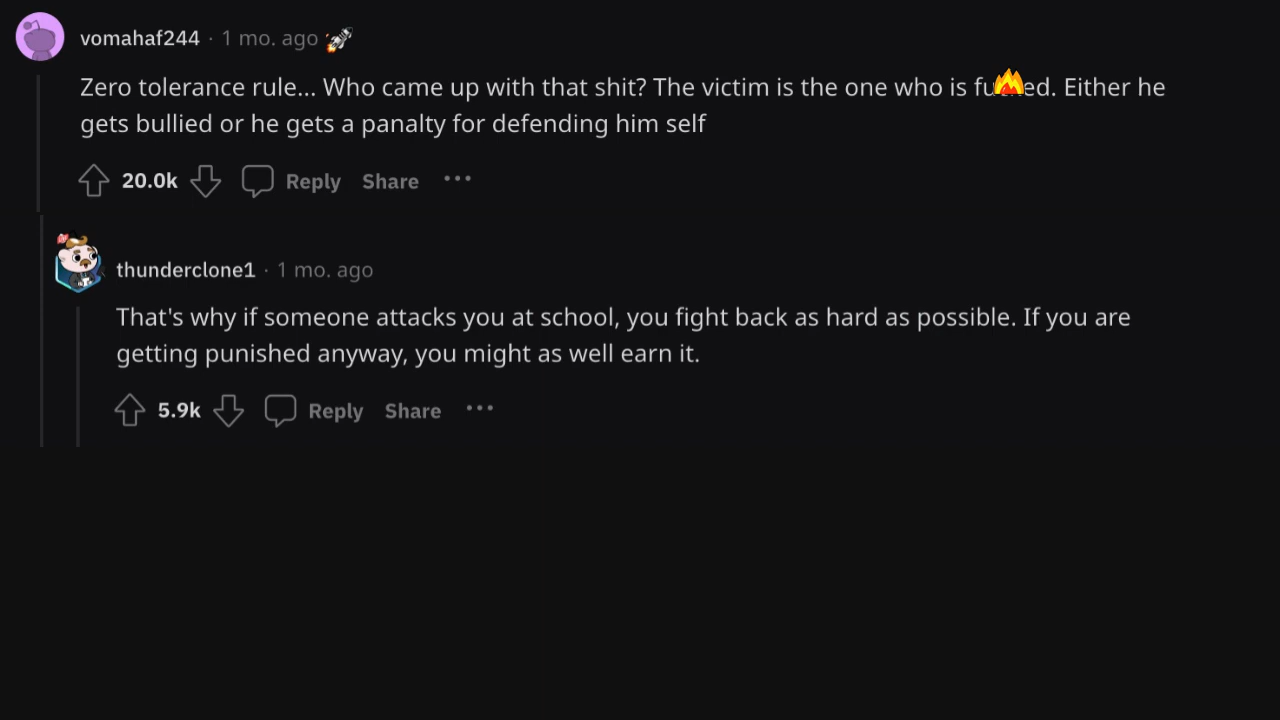 vomahaf244 · 1 mo. ago
Zero tolerance rule... Who came up with that shit? The victim is the one who is fu ed. Either he
gets bullied or he gets a panalty for defending him self
20.0k Reply Share ...
thunderclone1 · 1 mo. ago
That's why if someone attacks you at school, you fight back as hard as possible. If you are
getting punished anyway, you might as well earn it.
5.9k Reply Share ...